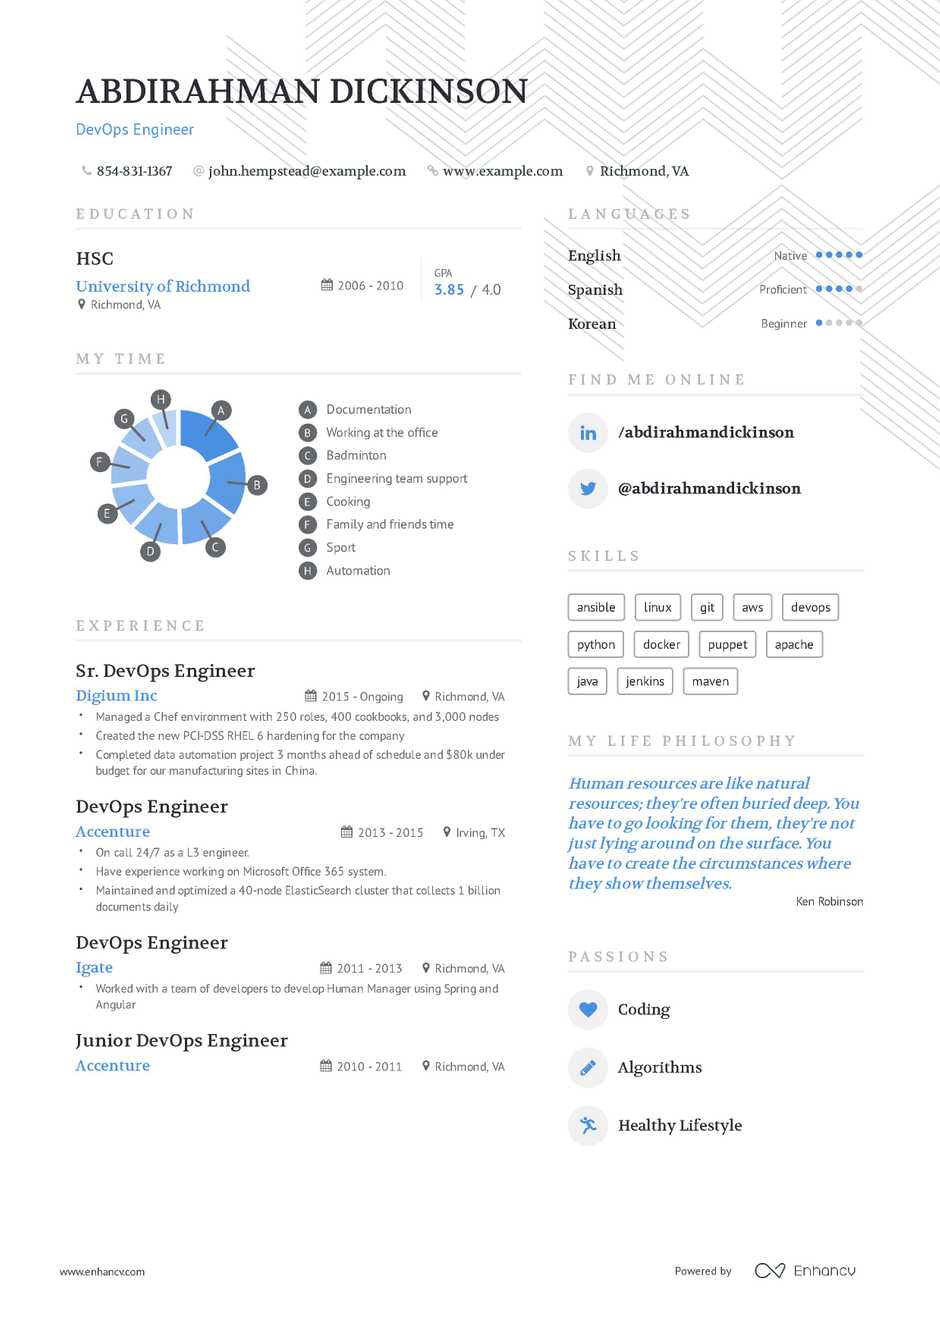 ABDIRAHMAN DICKINSON
DevOps Engineer
854-831-1367 @ john.hempstead@example.com www.example.com Richmond, VA
EDUCATION
HSC
University of Richmond 2006 - 2010
Richmond, VA
GPA
3.85 / 4.0
MY TIME
A
B
C
D
E
F
G
H
A Documentation
B Working at the office
C Badminton
D Engineering team support
E Cooking
F Family and friends time
G Sport
H Automation
EXPERIENCE
Sr. DevOps Engineer
Digium Inc 2015 - Ongoing Richmond, VA
• Managed a Chef environment with 250 roles, 400 cookbooks, and 3,000 nodes
• Created the new PCI-DSS RHEL 6 hardening for the company
• Completed data automation project 3 months ahead of schedule and $80k under
budget for our manufacturing sites in China.
DevOps Engineer
Accenture 2013 - 2015 Irving, TX
• On call 24/7 as a L3 engineer.
• Have experience working on Microsoft Office 365 system.
• Maintained and optimized a 40-node ElasticSearch cluster that collects 1 billion
documents daily
DevOps Engineer
Igate 2011 - 2013 Richmond, VA
• Worked with a team of developers to develop Human Manager using Spring and
Angular
Junior DevOps Engineer
Accenture 2010 - 2011 Richmond, VA
LANGUAGES
English Native
Spanish Proficient
Korean Beginner
FIND ME ONLINE
in /abdirahmandickinson
@abdirahmandickinson
SKILLS
ansible linux git aws devops
python docker puppet apache
java jenkins maven
MY LIFE PHILOSOPHY
Human resources are like natural
resources; they're often buried deep. You
have to go looking for them, they're not
just lying around on the surface. You
have to create the circumstances where
they show themselves.
Ken Robinson
PASSIONS
Coding
Algorithms
Healthy Lifestyle
www.enhancv.com Powered by Enhancv